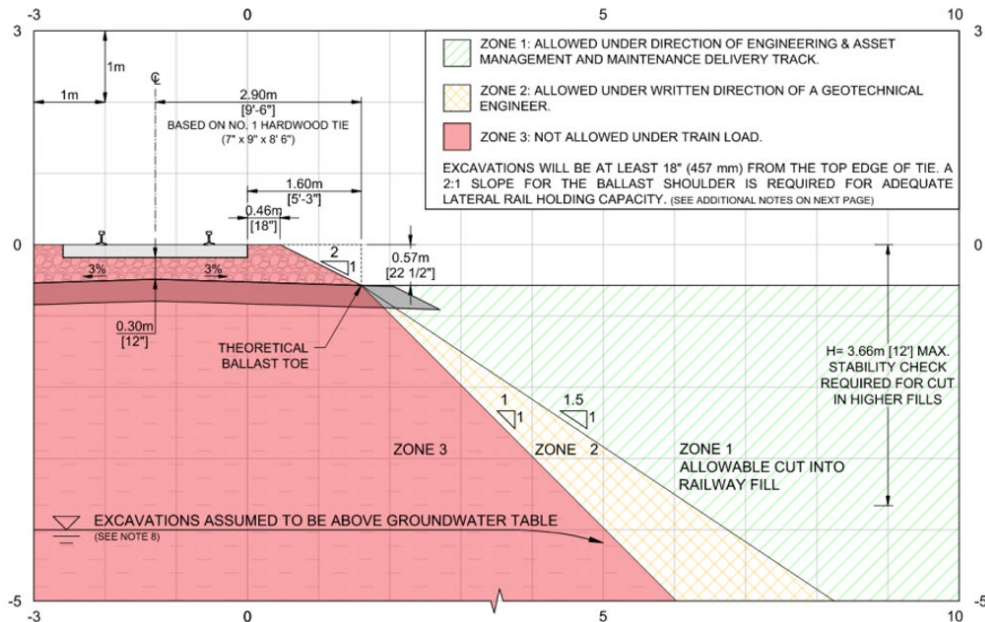 -3 0 5 10
3 3
1m
1m
℄
2.90m
[9'-6"]
BASED ON NO. 1 HARDWOOD TIE
(7" x 9" x 8' 6")
1.60m
[5'-3"]
0.46m
[18"]
ZONE 1: ALLOWED UNDER DIRECTION OF ENGINEERING & ASSET
MANAGEMENT AND MAINTENANCE DELIVERY TRACK.
ZONE 2: ALLOWED UNDER WRITTEN DIRECTION OF A GEOTECHNICAL
ENGINEER.
ZONE 3: NOT ALLOWED UNDER TRAIN LOAD.
EXCAVATIONS WILL BE AT LEAST 18" (457 mm) FROM THE TOP EDGE OF TIE. A
2:1 SLOPE FOR THE BALLAST SHOULDER IS REQUIRED FOR ADEQUATE
LATERAL RAIL HOLDING CAPACITY. (SEE ADDITIONAL NOTES ON NEXT PAGE)
0 0
2
1
0.57m
[22 1/2"]
3% 3%
0.30m
[12"]
THEORETICAL
BALLAST TOE
H= 3.66m [12'] MAX.
STABILITY CHECK
REQUIRED FOR CUT
IN HIGHER FILLS
1
1
1.5
1
ZONE 3
ZONE 2
ZONE 1
ALLOWABLE CUT INTO
RAILWAY FILL
EXCAVATIONS ASSUMED TO BE ABOVE GROUNDWATER TABLE
(SEE NOTE 8)
-5 -5
-3 0 5 10